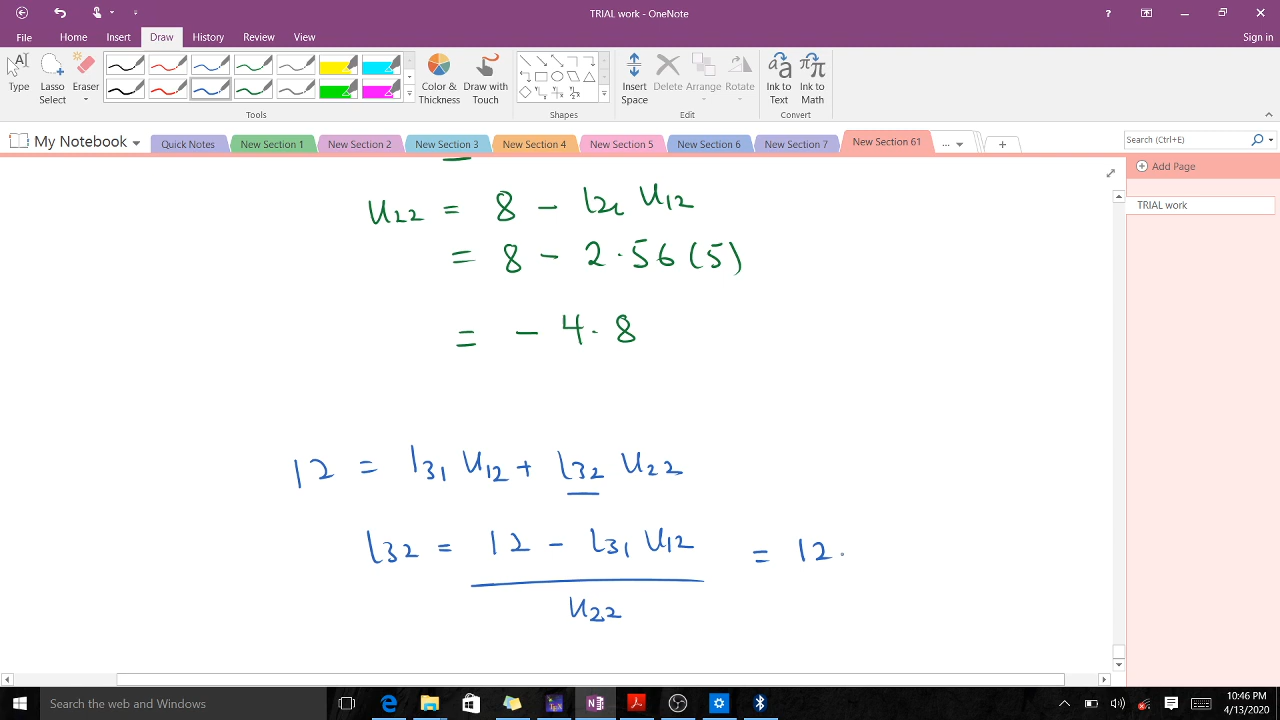 TRIAL work - OneNote
?
File Home Insert Draw History Review View Sign in
Type
Lasso Select
Eraser
Color & Thickness
Draw with Touch
Insert Space
Delete
Arrange
Rotate
Ink to Text
Ink to Math
Tools Shapes Edit Convert
My Notebook Quick Notes New Section 1 New Section 2 New Section 3 New Section 4 New Section 5 New Section 6 New Section 7 New Section 61 ... Search (Ctrl+E)
Add Page
TRIAL work
u22 = 8 - l21 u12
= 8 - 2.56(5)
= - 4.8
12 = l31 u12 + l32 u22
l32 = 12 - l31 u12 = 12.
u22
Search the web and Windows
10:46 PM
4/13/2020